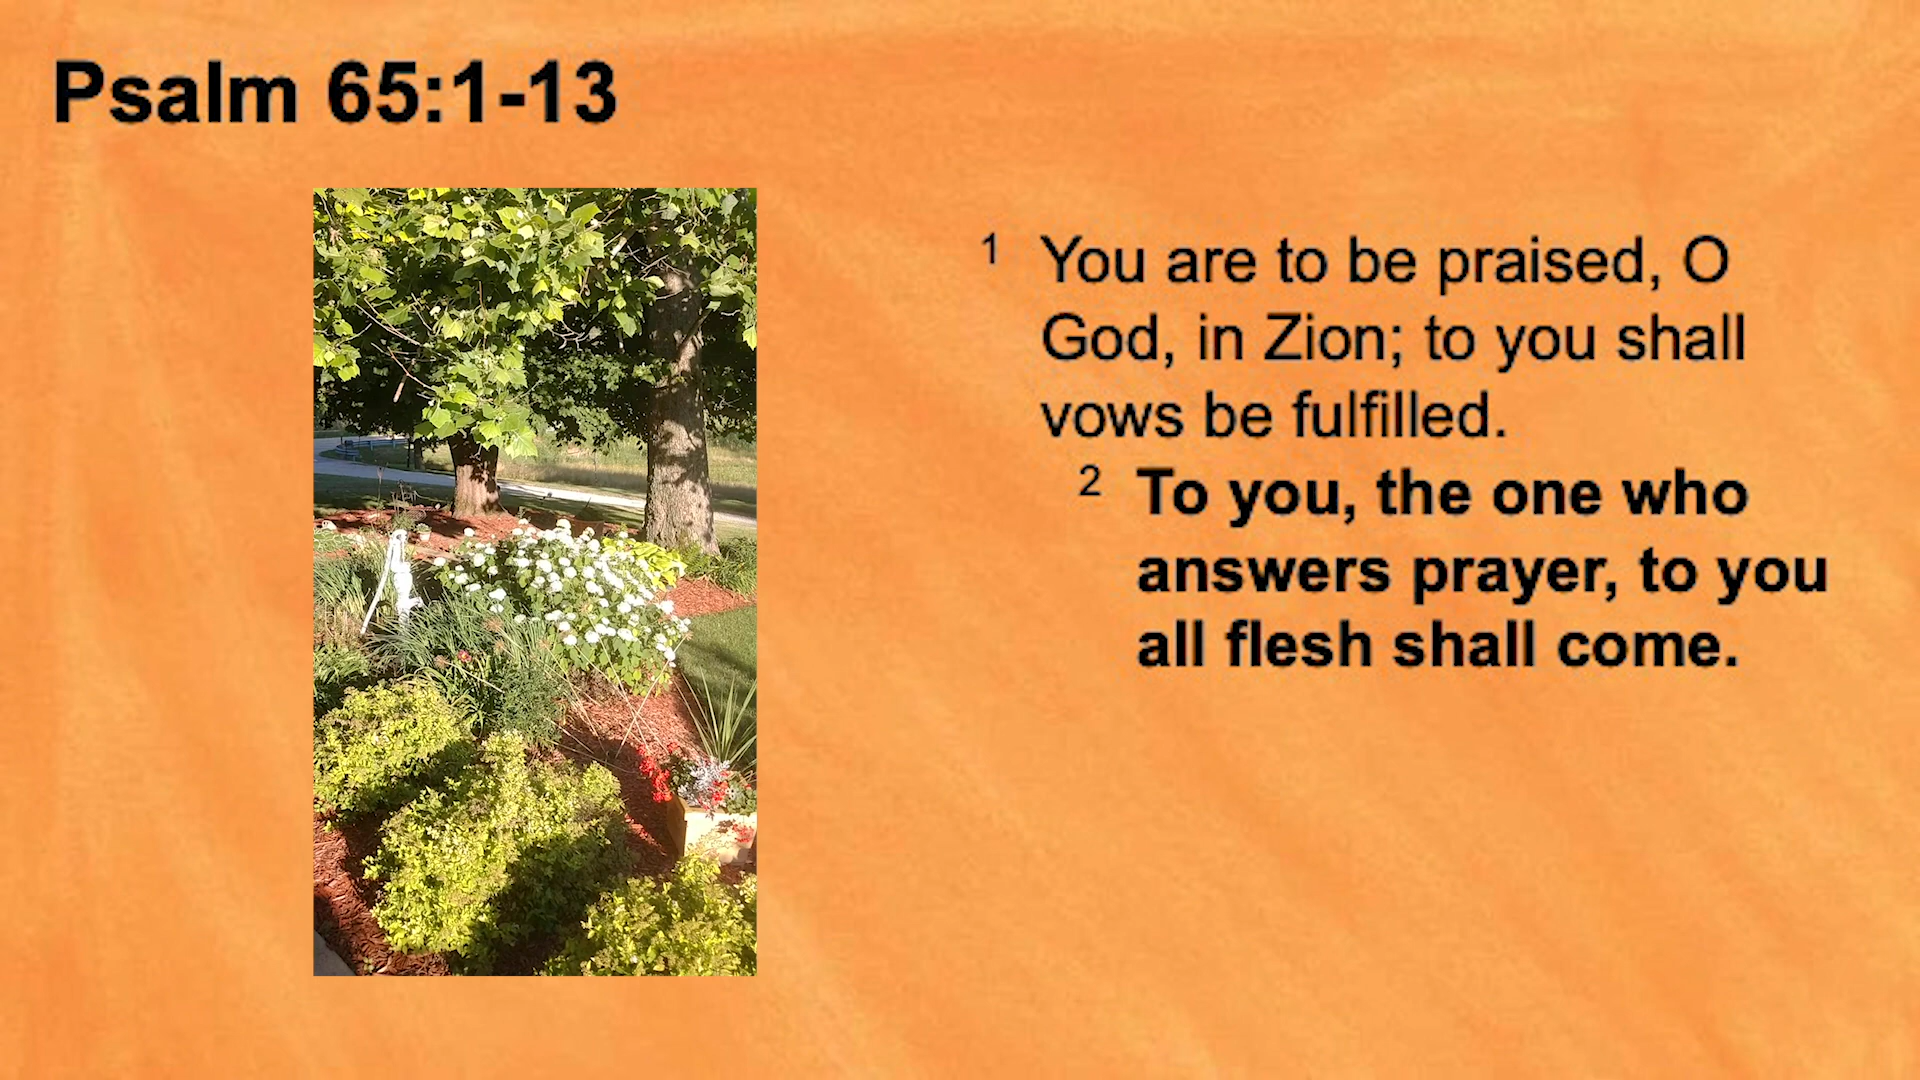 Psalm 65:1-13
1 You are to be praised, O
God, in Zion; to you shall
vows be fulfilled.
2 To you, the one who
answers prayer, to you
all flesh shall come.